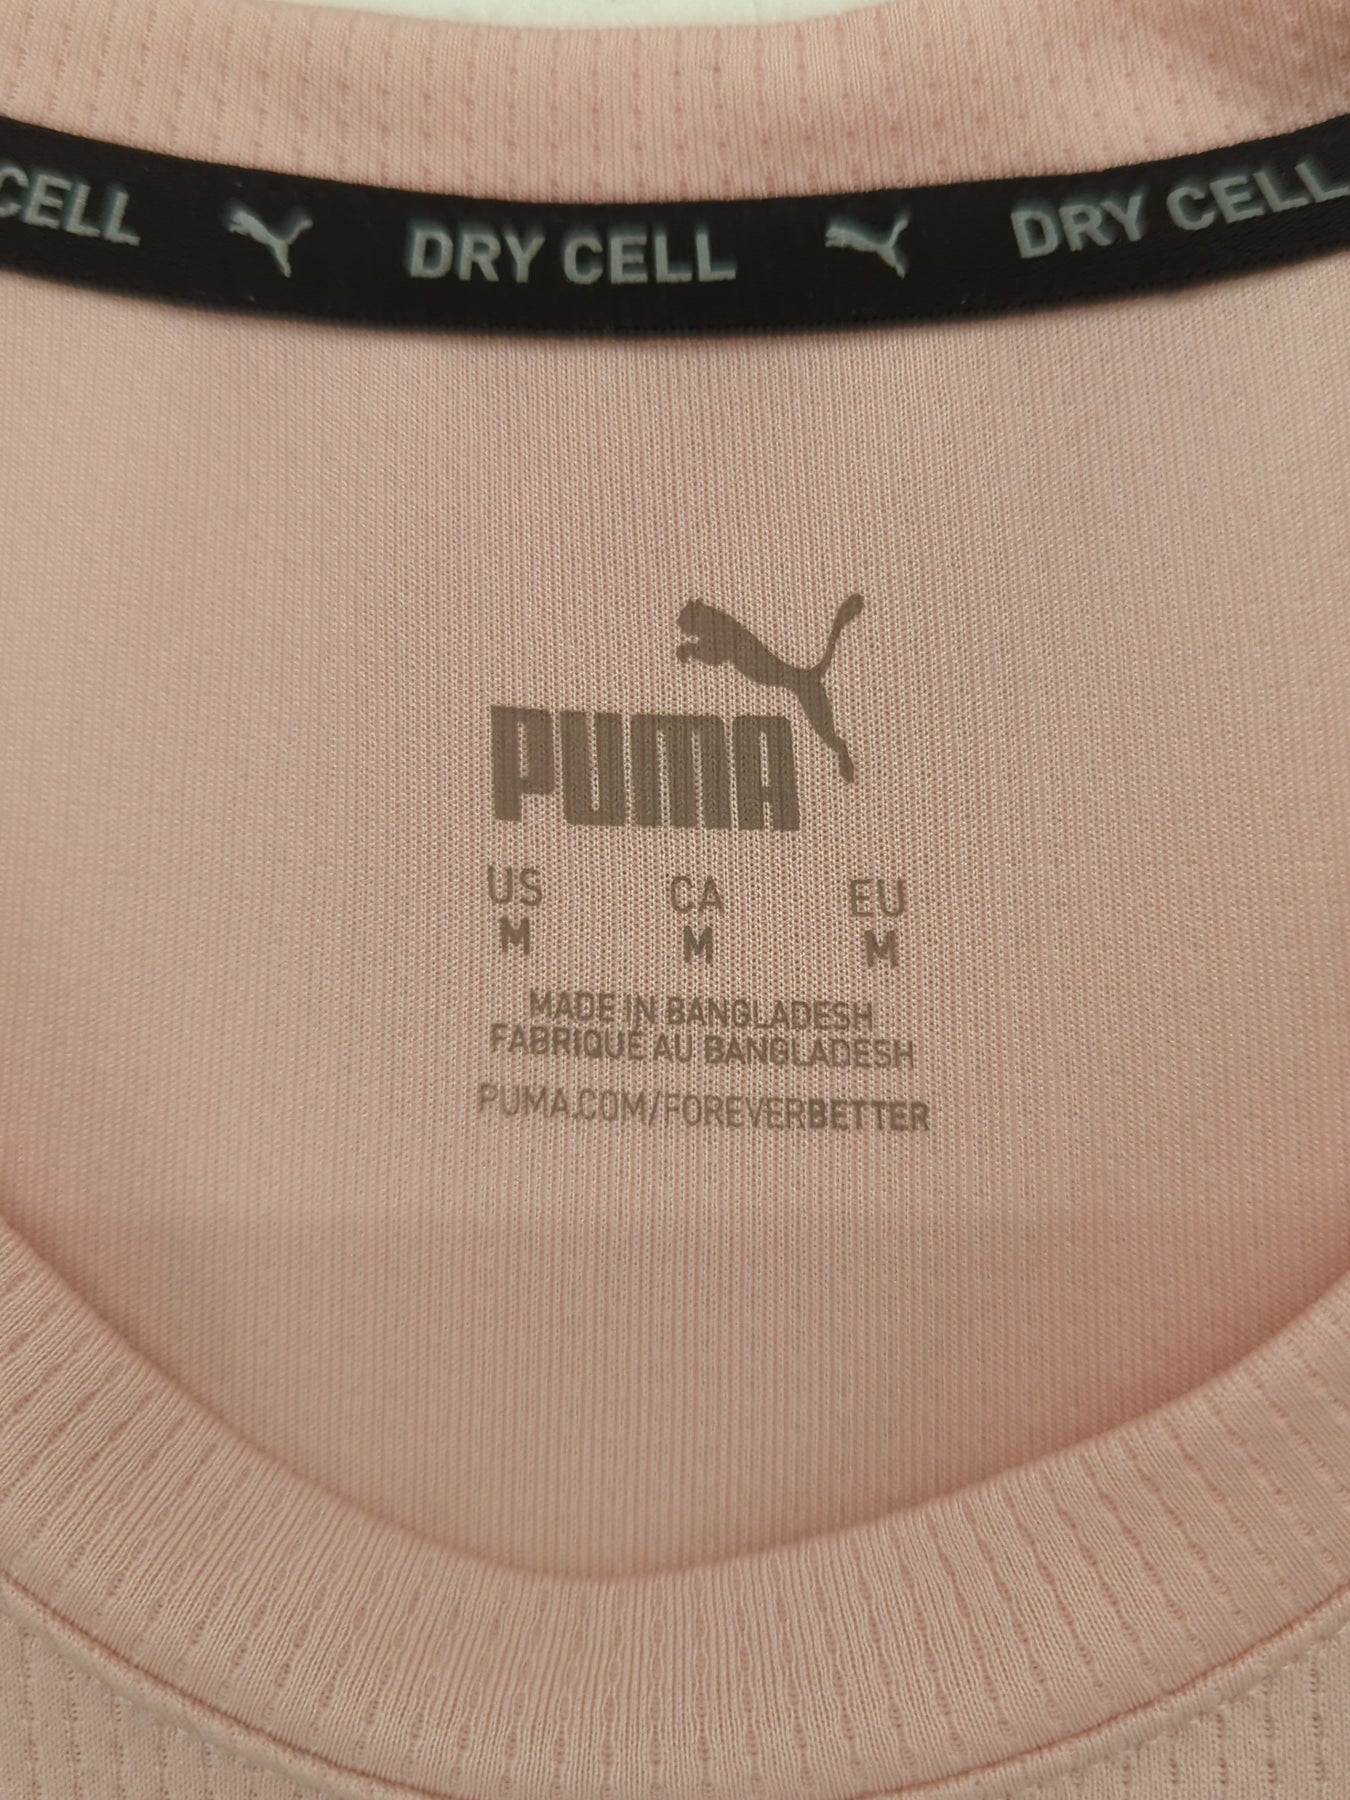 CELL DRY CELL DRY CELL
PUMA
US CA EU
M M M
MADE IN BANGLADESH
FABRIQUÉ AU BANGLADESH
PUMA.COM/FOREVERBETTER